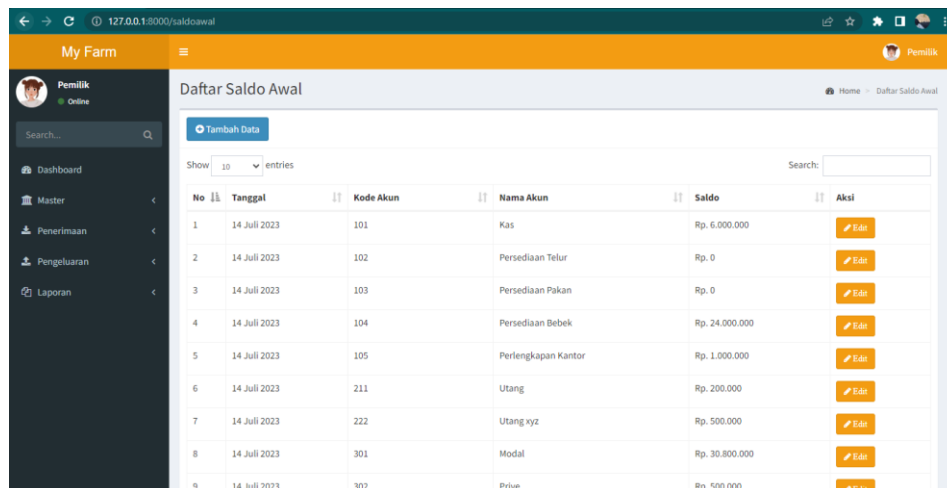 127.0.0.1:8000/saldoawal
My Farm
Pemilik
Pemilik
Online
Daftar Saldo Awal
Home > Daftar Saldo Awal
Search...
Tambah Data
Show 10 entries
Search:
Dashboard
Master
Penerimaan
Pengeluaran
Laporan
No Tanggal Kode Akun Nama Akun Saldo Aksi
1 14 Juli 2023 101 Kas Rp. 6.000.000 Edit
2 14 Juli 2023 102 Persediaan Telur Rp. 0 Edit
3 14 Juli 2023 103 Persediaan Pakan Rp. 0 Edit
4 14 Juli 2023 104 Persediaan Bebek Rp. 24.000.000 Edit
5 14 Juli 2023 105 Perlengkapan Kantor Rp. 1.000.000 Edit
6 14 Juli 2023 211 Utang Rp. 200.000 Edit
7 14 Juli 2023 222 Utang xyz Rp. 500.000 Edit
8 14 Juli 2023 301 Modal Rp. 30.800.000 Edit
9 14 Juli 2023 302 Prive Rp. 500.000 Edit